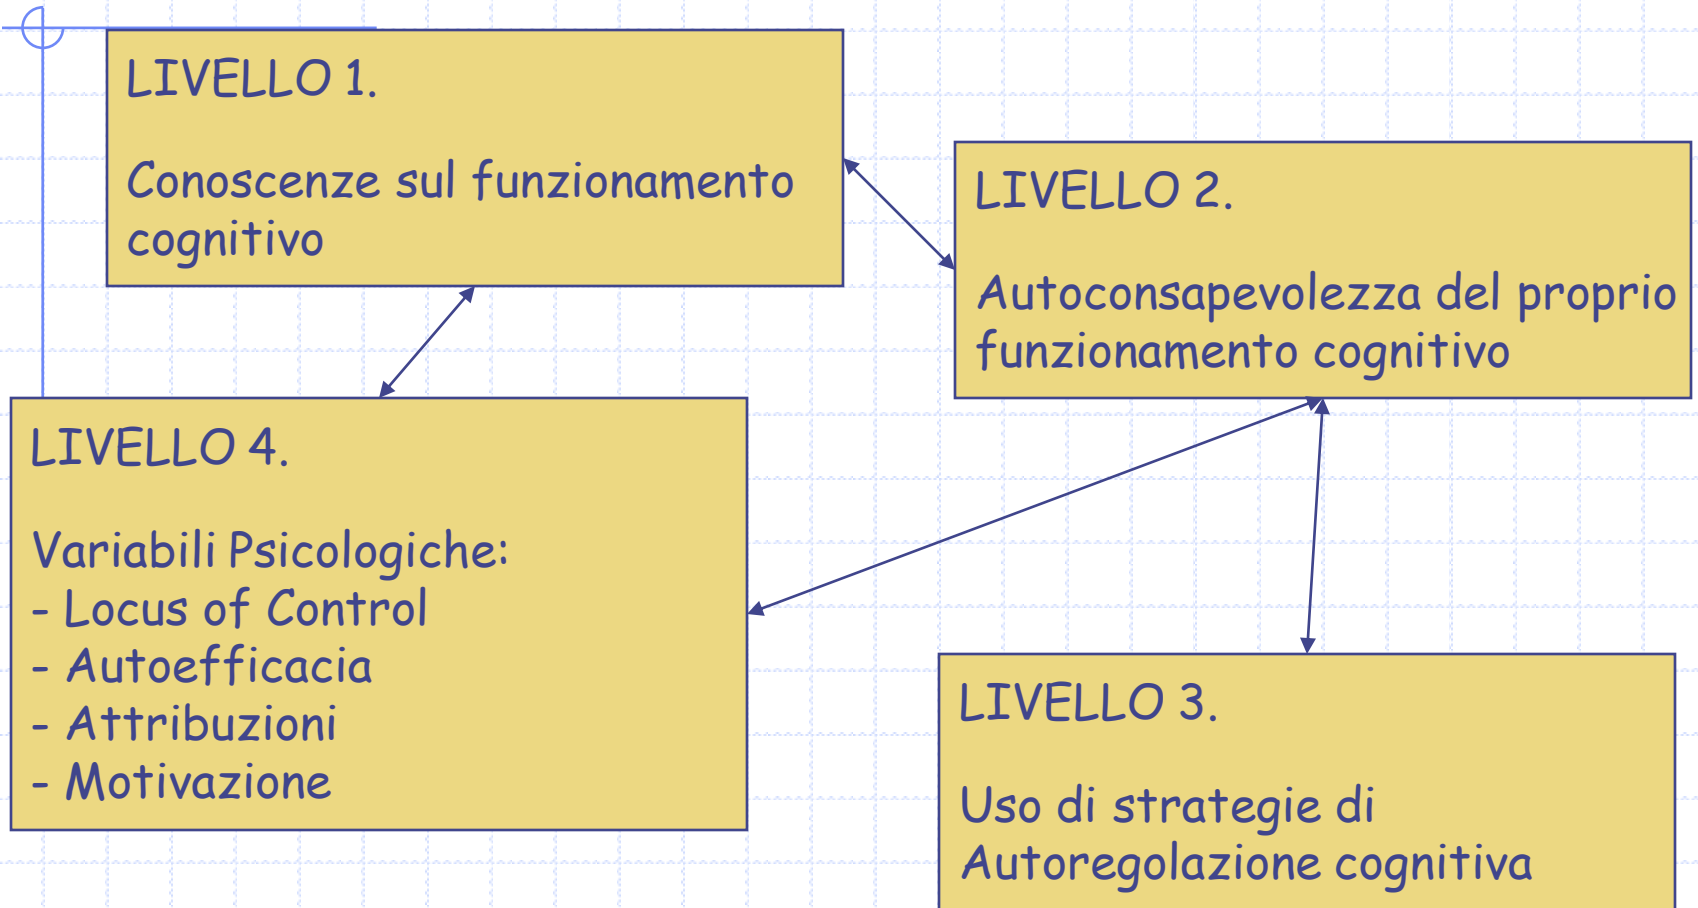 LIVELLO 1.
Conoscenze sul funzionamento
cognitivo
LIVELLO 2.
Autoconsapevolezza del proprio
funzionamento cognitivo
LIVELLO 4.
Variabili Psicologiche:
- Locus of Control
- Autoefficacia
- Attribuzioni
- Motivazione
LIVELLO 3.
Uso di strategie di
Autoregolazione cognitiva